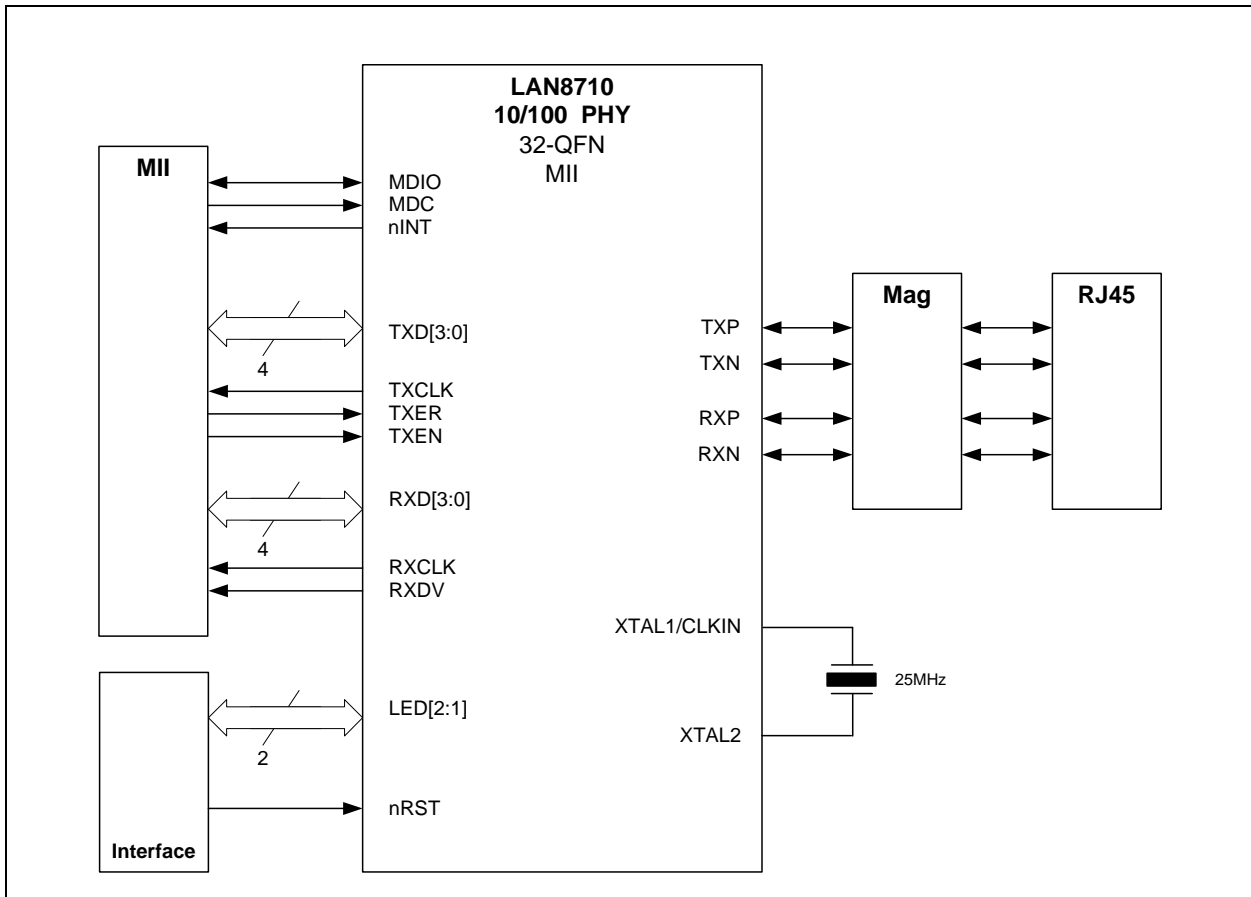 LAN8710
10/100 PHY
32-QFN
MII
MII
MDIO
MDC
nINT
TXD[3:0]
4
TXCLK
TXER
TXEN
RXD[3:0]
4
RXCLK
RXDV
LED[2:1]
2
nRST
Interface
TXP
TXN
RXP
RXN
Mag
RJ45
XTAL1/CLKIN
25MHz
XTAL2